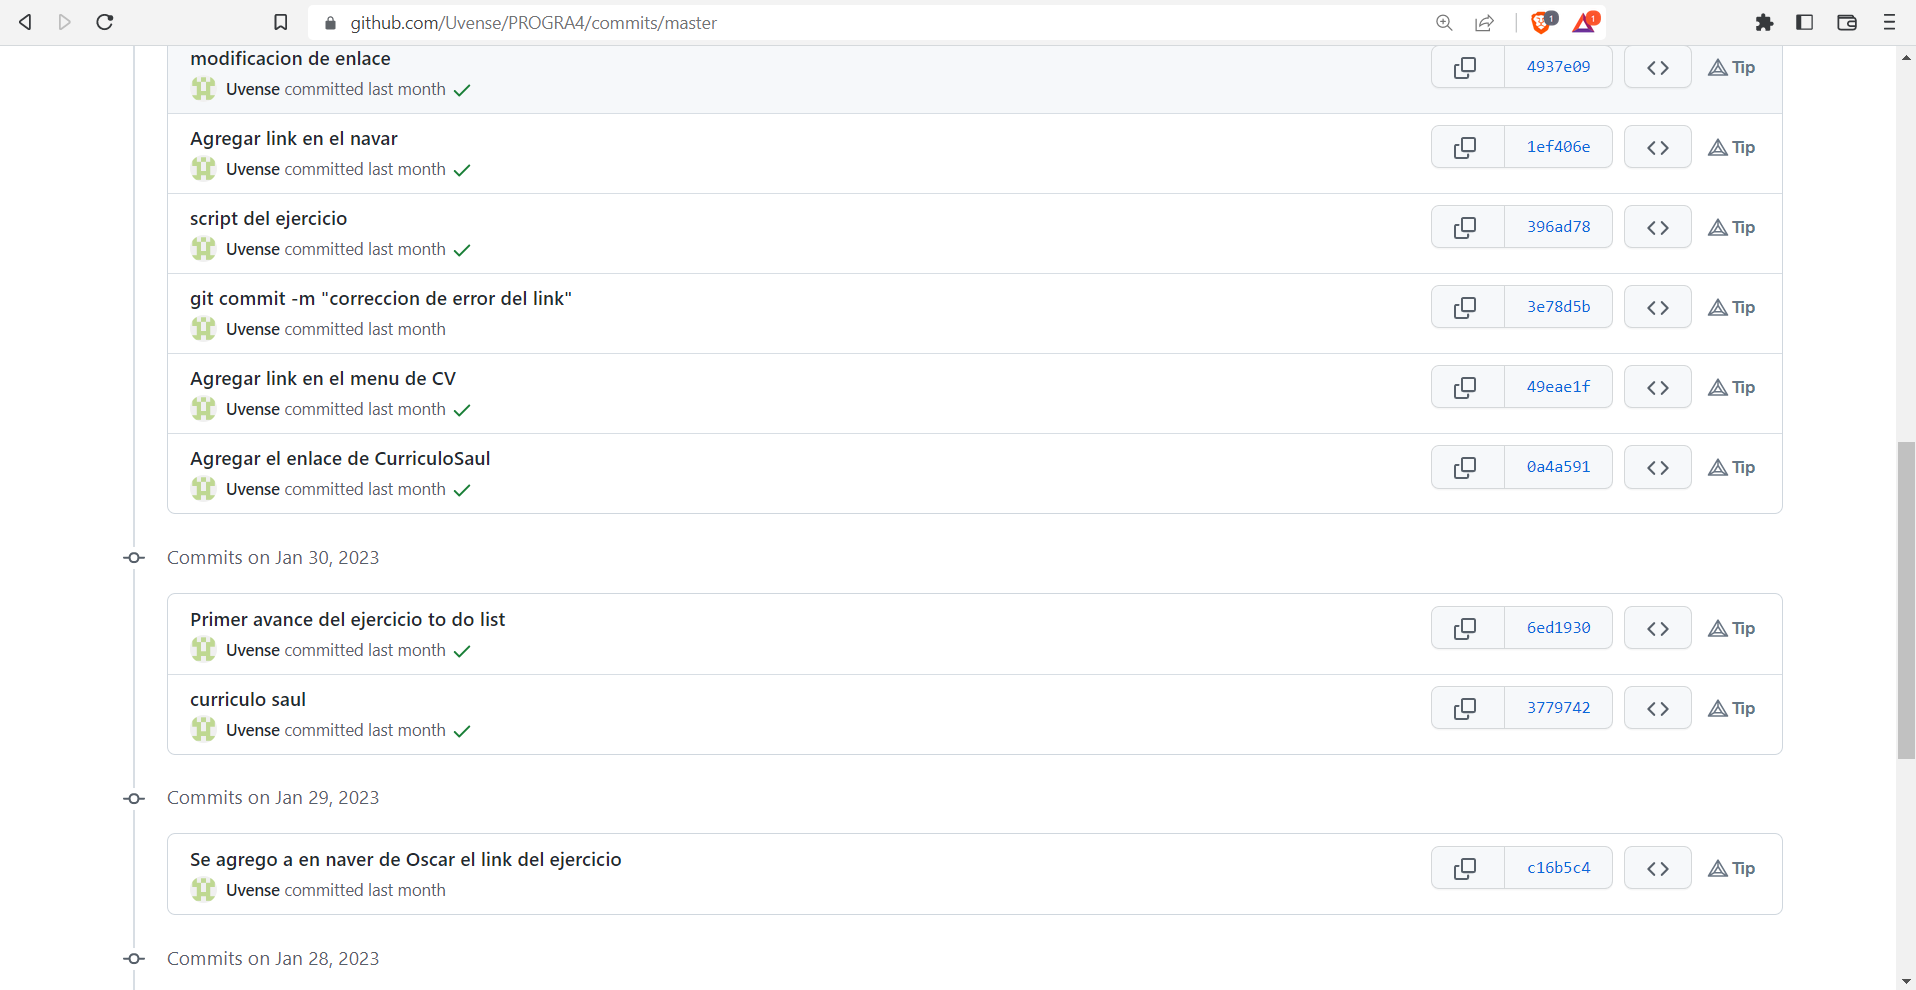 github.com/Uvense/PROGRA4/commits/master
1
1
modificacion de enlace
Uvense committed last month
4937e09
Tip
Agregar link en el navar
Uvense committed last month
1ef406e
Tip
script del ejercicio
Uvense committed last month
396ad78
Tip
git commit -m "correccion de error del link"
Uvense committed last month
3e78d5b
Tip
Agregar link en el menu de CV
Uvense committed last month
49eae1f
Tip
Agregar el enlace de CurriculoSaul
Uvense committed last month
0a4a591
Tip
Commits on Jan 30, 2023
Primer avance del ejercicio to do list
Uvense committed last month
6ed1930
Tip
curriculo saul
Uvense committed last month
3779742
Tip
Commits on Jan 29, 2023
Se agrego a en naver de Oscar el link del ejercicio
Uvense committed last month
c16b5c4
Tip
Commits on Jan 28, 2023